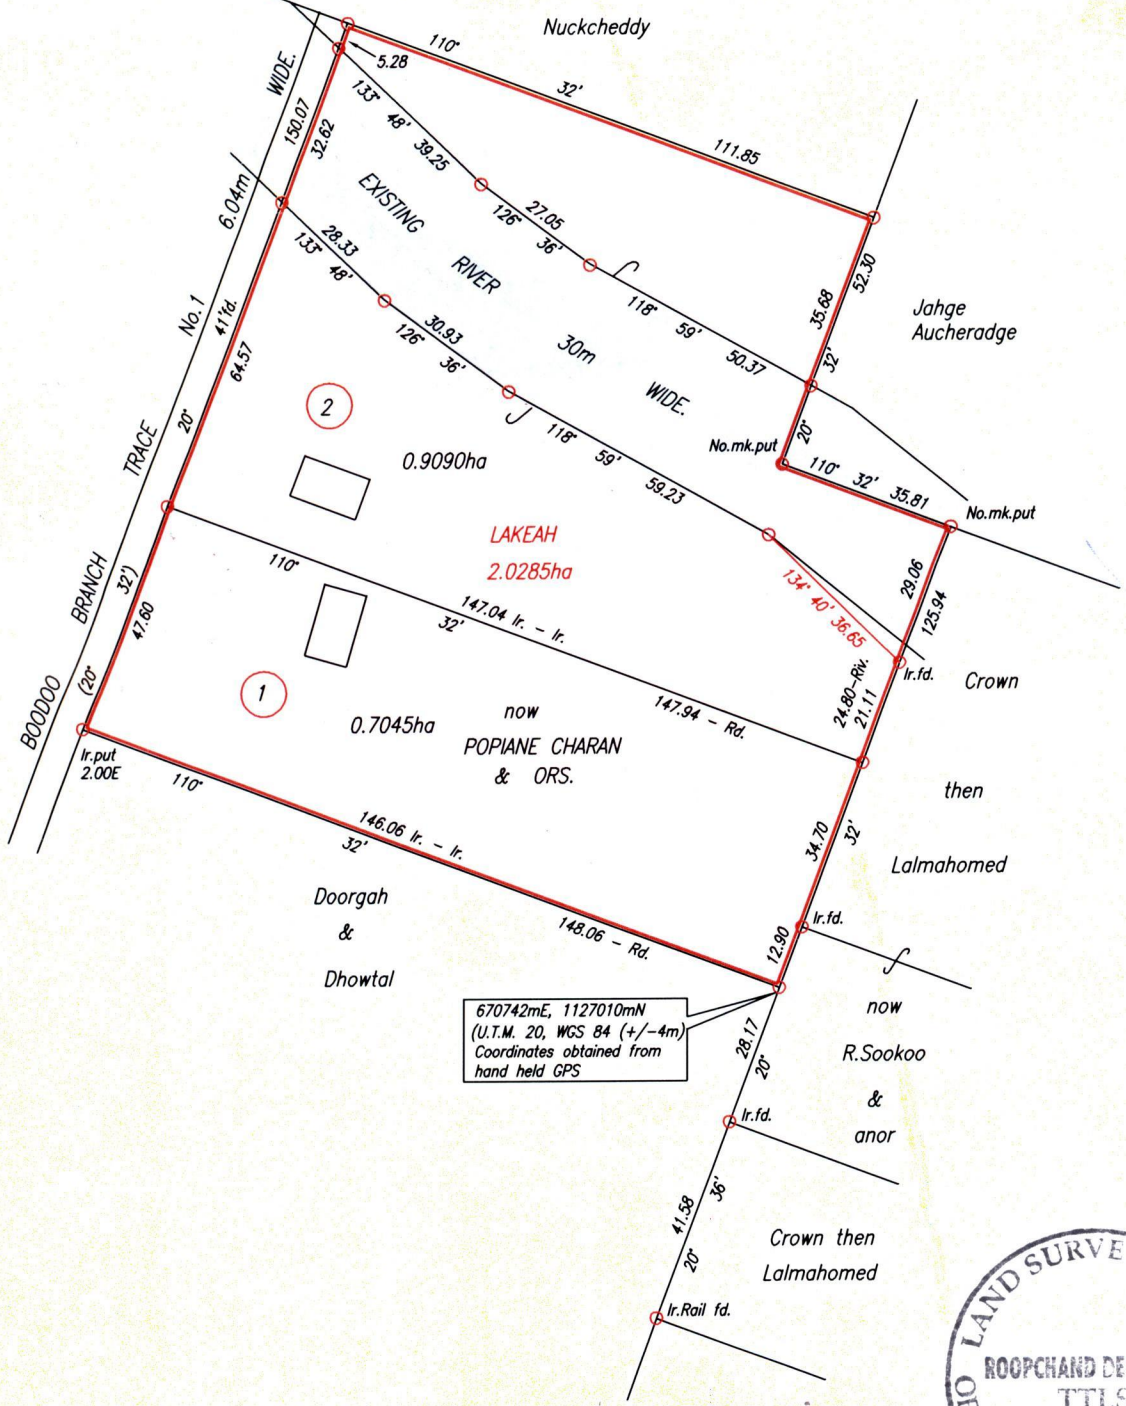 Nuckcheddy
110°
32'
111.85
5.28
WIDE.
150.07
32.62
6.04m
133° 48'
39.25
27.05
126° 36'
EXISTING
RIVER
30m
WIDE.
118° 59'
50.37
35.68
52.30
32'
20°
Jahge
Aucheradge
No.mk.put
110° 32' 35.81
No.mk.put
28.33
133° 48'
30.93
126° 36'
118° 59'
59.23
No. 1
41'fd.
64.57
20°
TRACE
2
0.9090ha
LAKEAH
2.0285ha
134° 40' 36.65
29.06
125.94
Ir.fd.
Crown
24.80-Riv.
21.11
110°
147.04 Ir. - Ir.
32'
147.94 - Rd.
BRANCH
32')
47.60
(20°
BOODOO
1
0.7045ha
now
POPIANE CHARAN
& ORS.
Ir.put
2.00E
110°
146.06 Ir. - Ir.
32'
148.06 - Rd.
then
Lalmahomed
34.70
32'
Ir.fd.
12.90
Doorgah
&
Dhowtal
670742mE, 1127010mN
(U.T.M. 20, WGS 84 (+/-4m)
Coordinates obtained from
hand held GPS
now
R.Sookoo
&
anor
28.17
20°
Ir.fd.
41.58
36'
20°
Crown then
Lalmahomed
Ir.Rail fd.
LAND SURVE
ROOPCHAND DE
TTLS